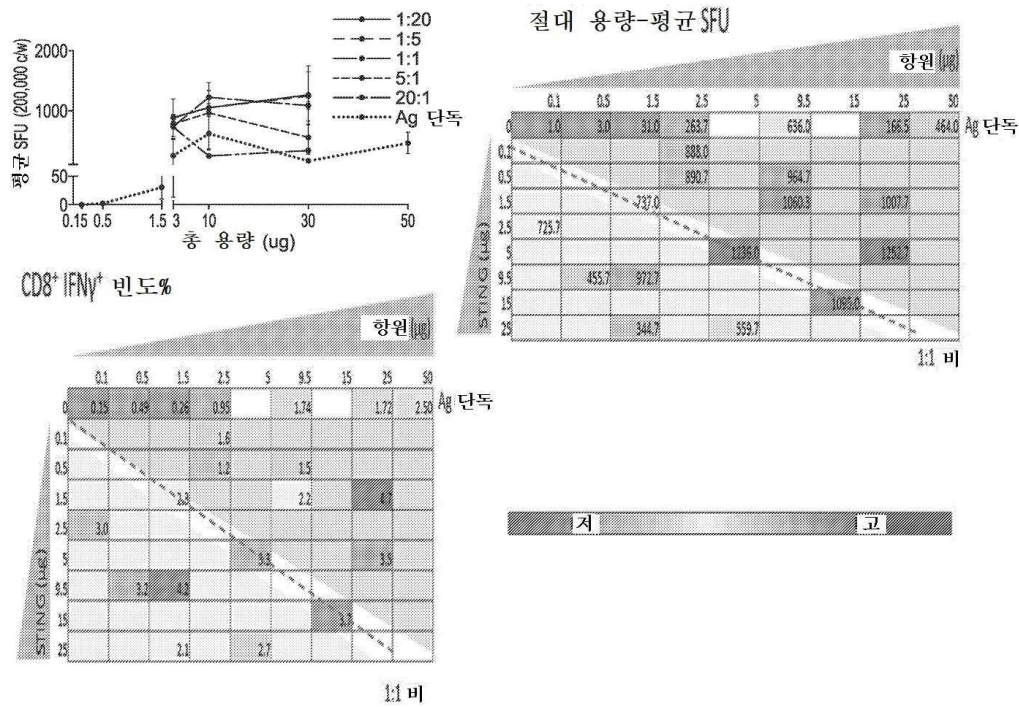 1:20
1:5
1:1
5:1
20:1
Ag 단독
2000
1000
50
0
평균 SFU (200,000 c/w)
0.15 0.5 1.5 3 10 30 50
총 용량 (ug)
절대 용량-평균 SFU
항원 (μg)
0.1 0.5 1.5 2.5 5 9.5 15 25 50
0 1.0 3.0 31.0 263.7 636.0 166.5 464.0 Ag 단독
0.1 888.0
0.5 890.7 964.7
1.5 737.0 1060.3 1007.7
2.5 725.7
5 1236.0 1252.7
9.5 455.7 972.7
15 1095.0
25 344.7 559.7
STING (μg)
1:1 비
CD8⁺ IFNγ⁺ 빈도%
항원 (μg)
0.1 0.5 1.5 2.5 5 9.5 15 25 50
0 0.15 0.49 0.26 0.95 1.74 1.72 2.50 Ag 단독
0.1 1.6
0.5 1.2 1.5
1.5 2.3 2.2 4.7
2.5 3.0
5 3.3 3.5
9.5 3.2 4.2
15 3.7
25 2.1 2.7
STING (μg)
1:1 비
저 고